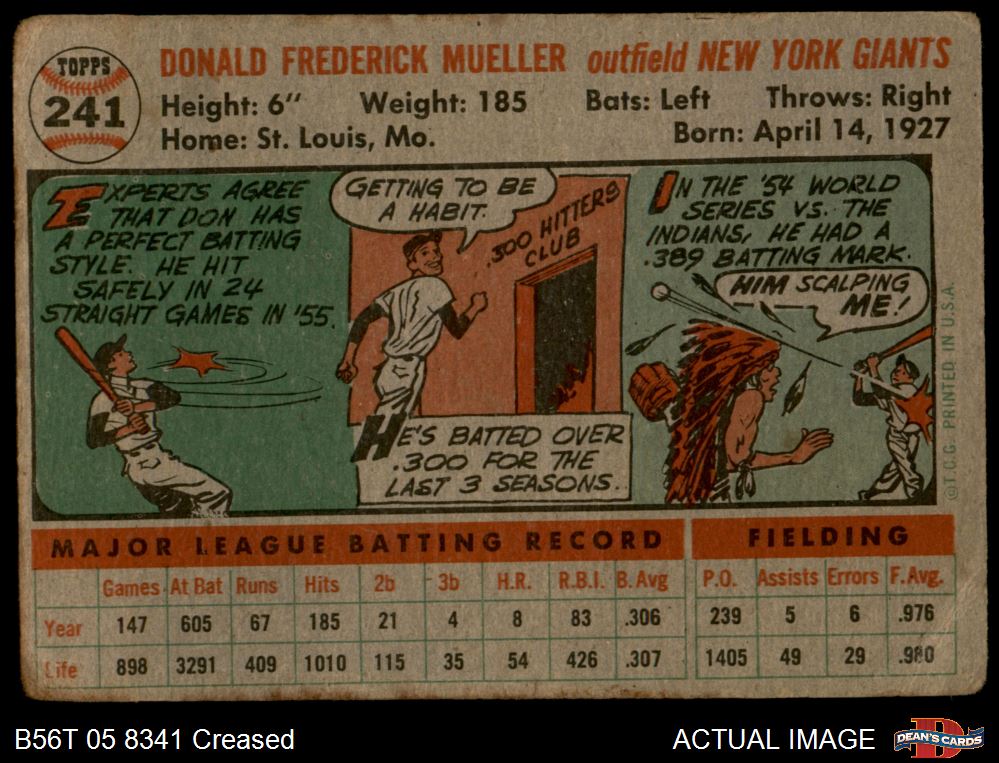 TOPPS
241
DONALD FREDERICK MUELLER outfield NEW YORK GIANTS
Height: 6" Weight: 185 Bats: Left Throws: Right
Home: St. Louis, Mo. Born: April 14, 1927
EXPERTS AGREE
THAT DON HAS
A PERFECT BATTING
STYLE. HE HIT
SAFELY IN 24
STRAIGHT GAMES IN '55.
GETTING TO BE
A HABIT.
.300 HITTERS
CLUB
HE'S BATTED OVER
.300 FOR THE
LAST 3 SEASONS.
IN THE '54 WORLD
SERIES VS. THE
INDIANS, HE HAD A
.389 BATTING MARK.
HIM SCALPING
ME!
©T.C.G. PRINTED IN U.S.A.
MAJOR LEAGUE BATTING RECORD FIELDING
Games At Bat Runs Hits 2b 3b H.R. R.B.I. B. Avg P.O. Assists Errors F. Avg.
Year 147 605 67 185 21 4 8 83 .306 239 5 6 .976
Life 898 3291 409 1010 115 35 54 426 .307 1405 49 29 .980
B56T 05 8341 Creased ACTUAL IMAGE
DEAN'S CARDS